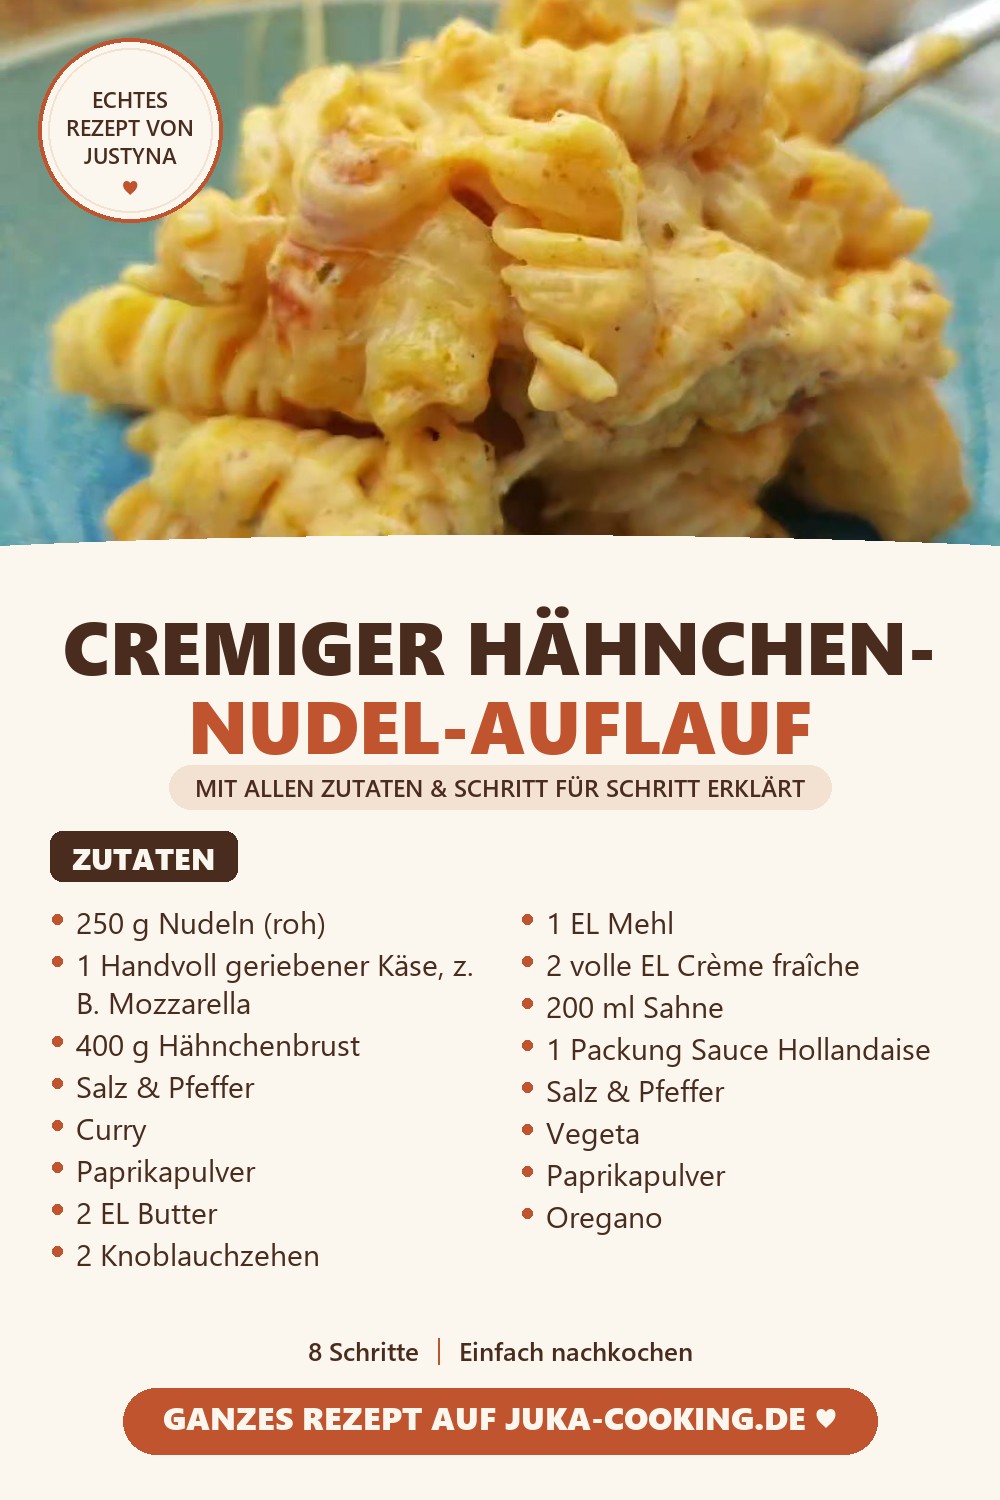 ECHTES
REZEPT VON
JUSTYNA
CREMIGER HÄHNCHEN-
NUDEL-AUFLAUF
MIT ALLEN ZUTATEN & SCHRITT FÜR SCHRITT ERKLÄRT
ZUTATEN
250 g Nudeln (roh)
1 Handvoll geriebener Käse, z.
B. Mozzarella
400 g Hähnchenbrust
Salz & Pfeffer
Curry
Paprikapulver
2 EL Butter
2 Knoblauchzehen
1 EL Mehl
2 volle EL Crème fraîche
200 ml Sahne
1 Packung Sauce Hollandaise
Salz & Pfeffer
Vegeta
Paprikapulver
Oregano
8 Schritte | Einfach nachkochen
GANZES REZEPT AUF JUKA-COOKING.DE ♥